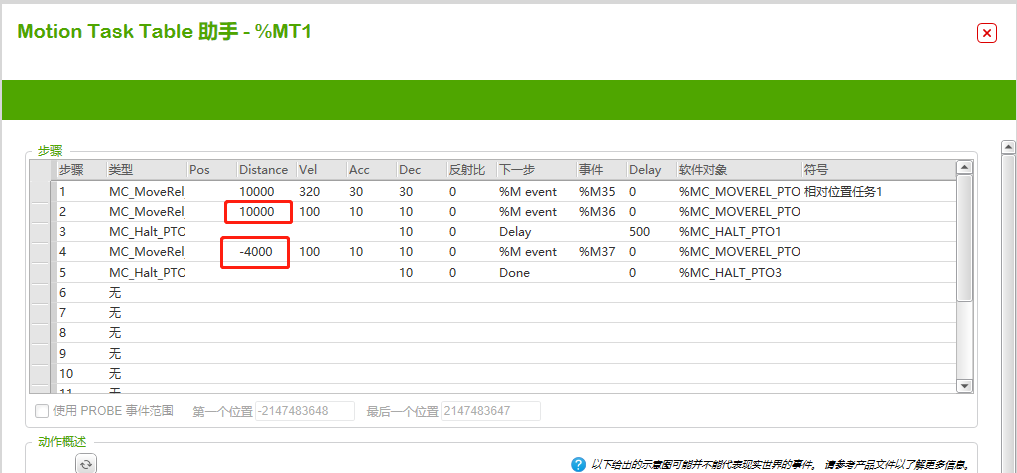 Motion Task Table 助手 - %MT1
步骤
步骤 类型 Pos Distance Vel Acc Dec 反射比 下一步 事件 Delay 软件对象 符号
1 MC_MoveRel_ 10000 320 30 30 0 %M event %M35 0 %MC_MOVEREL_PTO 相对位置任务1
2 MC_MoveRel_ 10000 100 10 10 0 %M event %M36 0 %MC_MOVEREL_PTO
3 MC_Halt_PTO 10 0 Delay 500 %MC_HALT_PTO1
4 MC_MoveRel_ -4000 100 10 10 0 %M event %M37 0 %MC_MOVEREL_PTO
5 MC_Halt_PTO 10 0 Done 0 %MC_HALT_PTO3
6 无
7 无
8 无
9 无
10 无
11 无
使用 PROBE 事件范围 第一个位置 -2147483648 最后一个位置 2147483647
动作概述
以下给出的示意图可能并不能代表现实世界的事件。 请参考产品文件以了解更多信息。